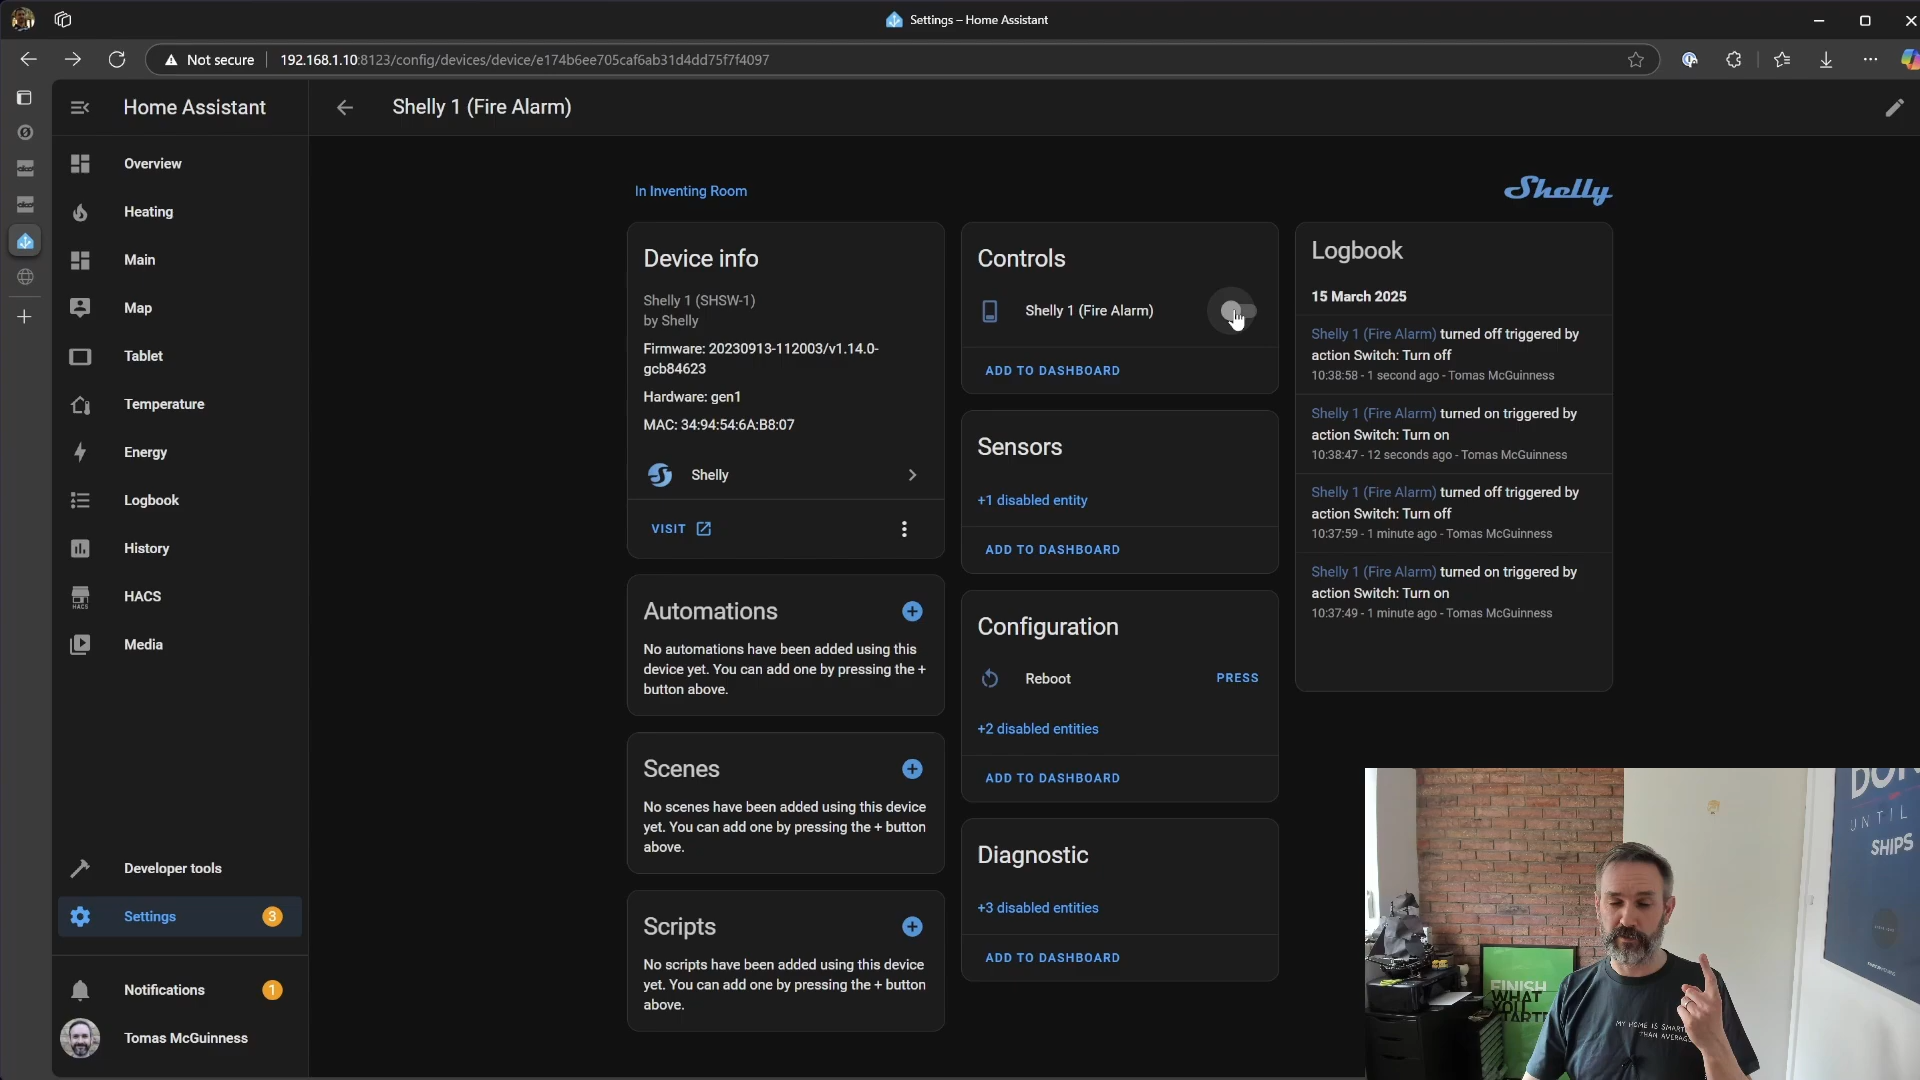 Settings – Home Assistant
Not secure
192.168.1.10:8123/config/devices/device/e174b6ee705caf6ab31d4dd75f7f4097
Home Assistant
Shelly 1 (Fire Alarm)
Overview
Heating
Main
Map
Tablet
Temperature
Energy
Logbook
History
HACS
HACS
Media
Developer tools
Settings
3
Notifications
1
Tomas McGuinness
In Inventing Room
Shelly
Device info
Shelly 1 (SHSW-1)
by Shelly
Firmware: 20230913-112003/v1.14.0-
gcb84623
Hardware: gen1
MAC: 34:94:54:6A:B8:07
Shelly
VISIT
Automations
No automations have been added using this
device yet. You can add one by pressing the +
button above.
Scenes
No scenes have been added using this device
yet. You can add one by pressing the + button
above.
Scripts
No scripts have been added using this device
yet. You can add one by pressing the + button
above.
Controls
Shelly 1 (Fire Alarm)
ADD TO DASHBOARD
Sensors
+1 disabled entity
ADD TO DASHBOARD
Configuration
Reboot
PRESS
+2 disabled entities
ADD TO DASHBOARD
Diagnostic
+3 disabled entities
ADD TO DASHBOARD
Logbook
15 March 2025
Shelly 1 (Fire Alarm) turned off triggered by
action Switch: Turn off
10:38:58 - 1 second ago - Tomas McGuinness
Shelly 1 (Fire Alarm) turned on triggered by
action Switch: Turn on
10:38:47 - 12 seconds ago - Tomas McGuinness
Shelly 1 (Fire Alarm) turned off triggered by
action Switch: Turn off
10:37:59 - 1 minute ago - Tomas McGuinness
Shelly 1 (Fire Alarm) turned on triggered by
action Switch: Turn on
10:37:49 - 1 minute ago - Tomas McGuinness
UNTIL
SHIPS
FINISH
WHAT
YOU
MY HOME IS SMART
THAN AVERAGE